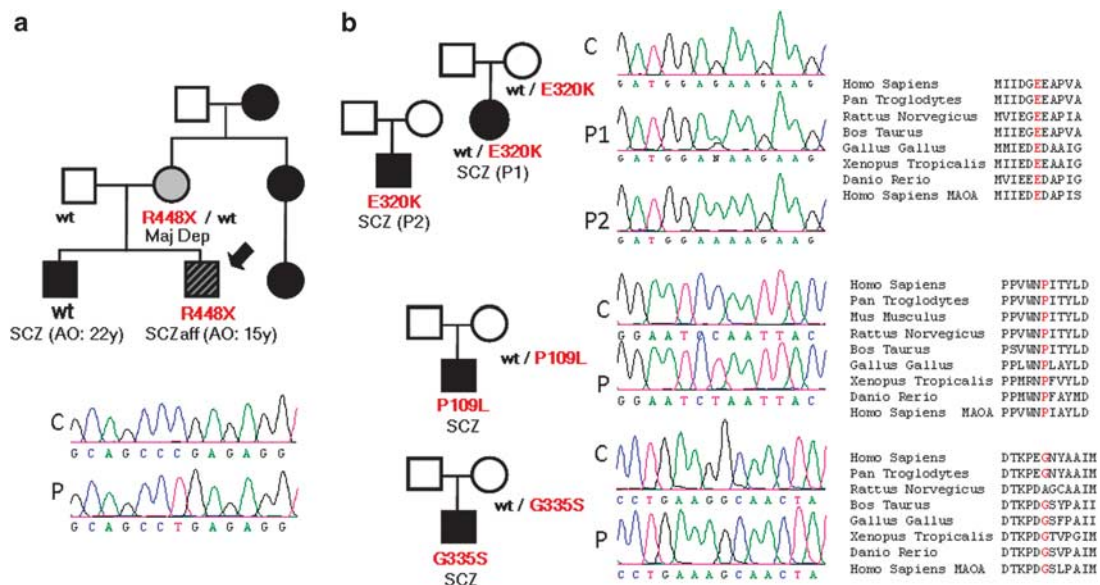 a
wt
R448X / wt
Maj Dep
wt
SCZ (AO: 22y)
R448X
SCZaff (AO: 15y)
C
G C A G C C C G A G A G G
P
G C A G C C T G A G A G G
b
wt / E320K
wt / E320K
SCZ (P1)
E320K
SCZ (P2)
C
G A T G G A G A A G A A G
P1
G A T G G A N A A G A A G
P2
G A T G G A A A A G A A G
Homo Sapiens MIIDGEEAPVA
Pan Troglodytes MIIDGEEAPVA
Rattus Norvegicus MVIEGEEAPIA
Bos Taurus MIIEGEEAPVA
Gallus Gallus MMIEDEDAAIG
Xenopus Tropicalis MIIEDEEAAIG
Danio Rerio MVIEEEDAPIG
Homo Sapiens MAOA MIIEDEDAPIS
wt / P109L
P109L
SCZ
C
G G A A T C C A A T T A C
P
G G A A T C T A A T T A C
Homo Sapiens PPVWNPITYLD
Pan Troglodytes PPVWNPITYLD
Mus Musculus PPVWNPITYLD
Rattus Norvegicus PPVWNPITYLD
Bos Taurus PSVWNPITYLD
Gallus Gallus PPLWNPLAYLD
Xenopus Tropicalis PPMRNPFVYLD
Danio Rerio PPMWNPFAYMD
Homo Sapiens MAOA PPVWNPIAYLD
wt / G335S
G335S
SCZ
C
C C T G A A G G C A A C T A
P
C C T G A A A G C A A C T A
Homo Sapiens DTKPEGNYAAIM
Pan Troglodytes DTKPEGNYAAIM
Rattus Norvegicus DTKPDAGCAAIM
Bos Taurus DTKPDGSYPAII
Gallus Gallus DTKPDGSFPAII
Xenopus Tropicalis DTKPDGTVPGIM
Danio Rerio DTKPDGSVPAIM
Homo Sapiens MAOA DTKPDGSLPAIM